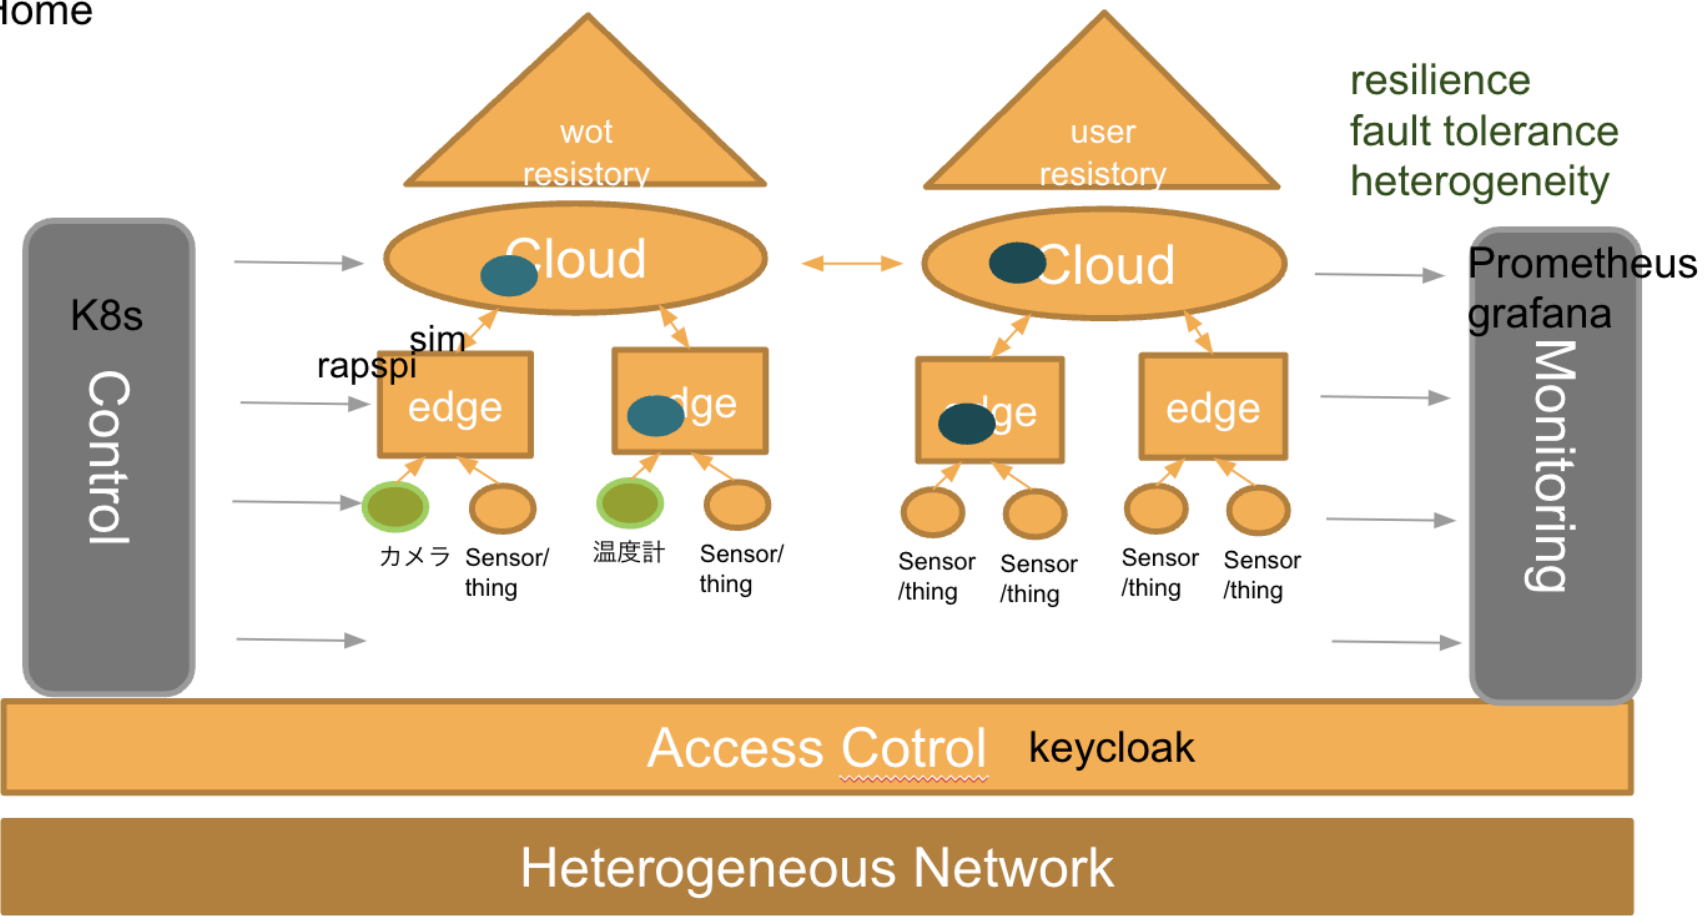 wot
resistory
user
resistory
resilience
fault tolerance
heterogeneity
Cloud
Cloud
Prometheus
grafana
K8s
Control
Monitoring
sim
rapspi
edge
edge
カメラ
Sensor/
thing
温度計
Sensor/
thing
Sensor
/thing
Sensor
/thing
Sensor
/thing
Sensor
/thing
Access Cotrol
keycloak
Heterogeneous Network